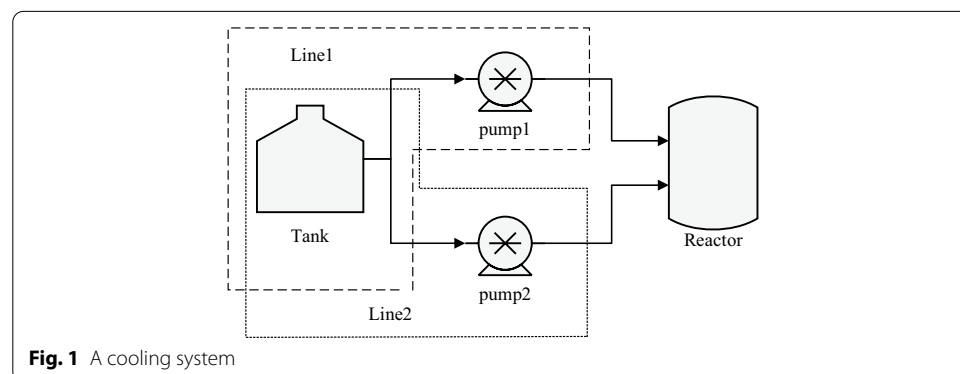 Line1
pump1
Tank
Reactor
pump2
Line2
Fig. 1 A cooling system